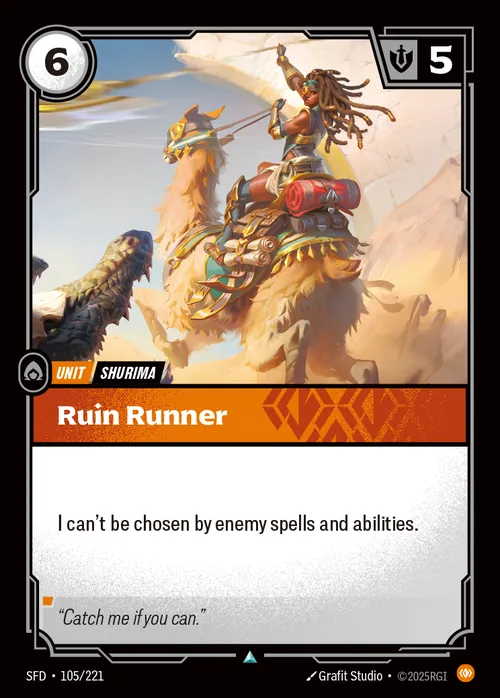 6
5
UNIT
SHURIMA
Ruin Runner
I can't be chosen by enemy spells and abilities.
“Catch me if you can.”
SFD • 105/221
Grafit Studio • ©2025RGI